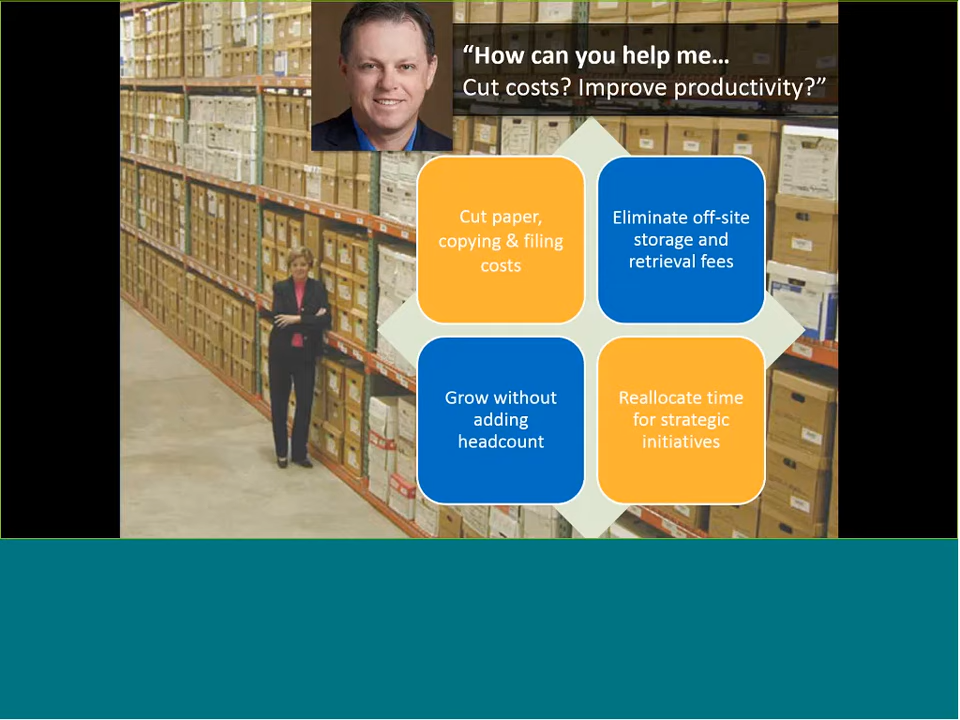 “How can you help me…
Cut costs? Improve productivity?”
Cut paper,
copying & filing
costs
Eliminate off-site
storage and
retrieval fees
Grow without
adding
headcount
Reallocate time
for strategic
initiatives